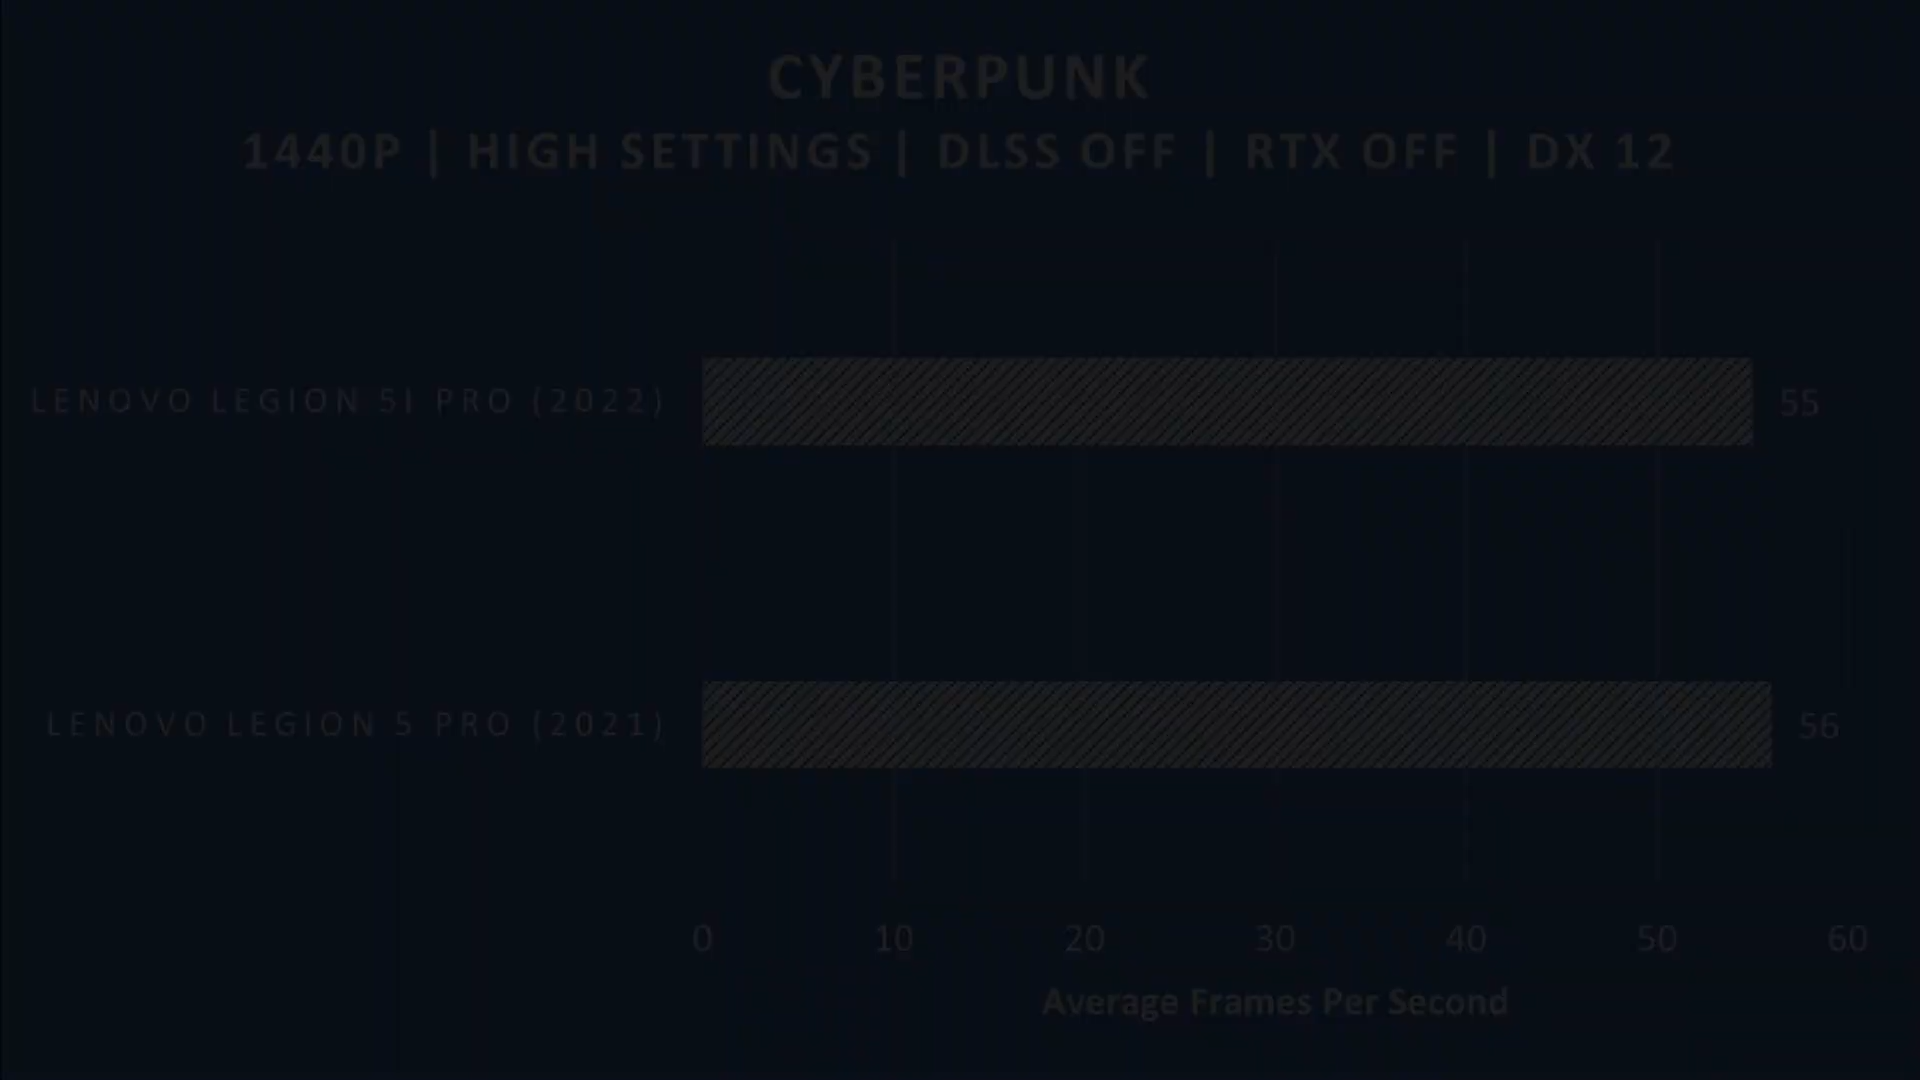 CYBERPUNK
1440P | HIGH SETTINGS | DLSS OFF | RTX OFF | DX 12
LENOVO LEGION 5I PRO (2022)
55
LENOVO LEGION 5 PRO (2021)
56
0 10 20 30 40 50 60
Average Frames Per Second